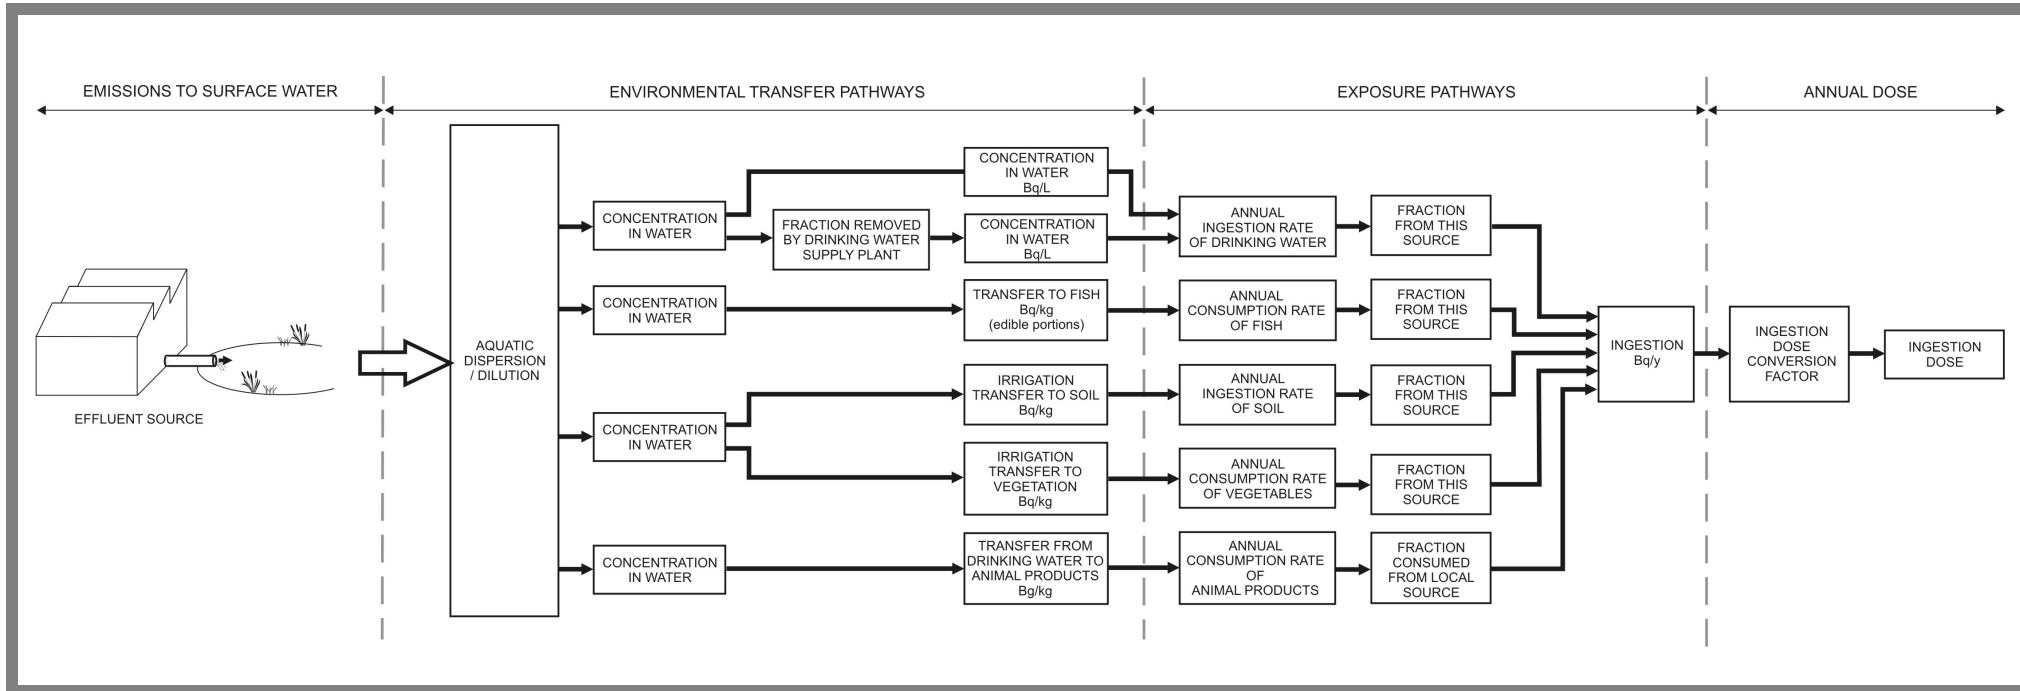 EMISSIONS TO SURFACE WATER
ENVIRONMENTAL TRANSFER PATHWAYS
EXPOSURE PATHWAYS
ANNUAL DOSE
EFFLUENT SOURCE
AQUATIC
DISPERSION
/ DILUTION
CONCENTRATION
IN WATER
FRACTION REMOVED
BY DRINKING WATER
SUPPLY PLANT
CONCENTRATION
IN WATER
Bq/L
CONCENTRATION
IN WATER
Bq/L
ANNUAL
INGESTION RATE
OF DRINKING WATER
FRACTION
FROM THIS
SOURCE
CONCENTRATION
IN WATER
TRANSFER TO FISH
Bq/kg
(edible portions)
ANNUAL
CONSUMPTION RATE
OF FISH
FRACTION
FROM THIS
SOURCE
CONCENTRATION
IN WATER
IRRIGATION
TRANSFER TO SOIL
Bq/kg
ANNUAL
INGESTION RATE
OF SOIL
FRACTION
FROM THIS
SOURCE
IRRIGATION
TRANSFER TO
VEGETATION
Bq/kg
ANNUAL
CONSUMPTION RATE
OF VEGETABLES
FRACTION
FROM THIS
SOURCE
CONCENTRATION
IN WATER
TRANSFER FROM
DRINKING WATER TO
ANIMAL PRODUCTS
Bg/kg
ANNUAL
CONSUMPTION RATE
OF
ANIMAL PRODUCTS
FRACTION
CONSUMED
FROM LOCAL
SOURCE
INGESTION
Bq/y
INGESTION
DOSE
CONVERSION
FACTOR
INGESTION
DOSE